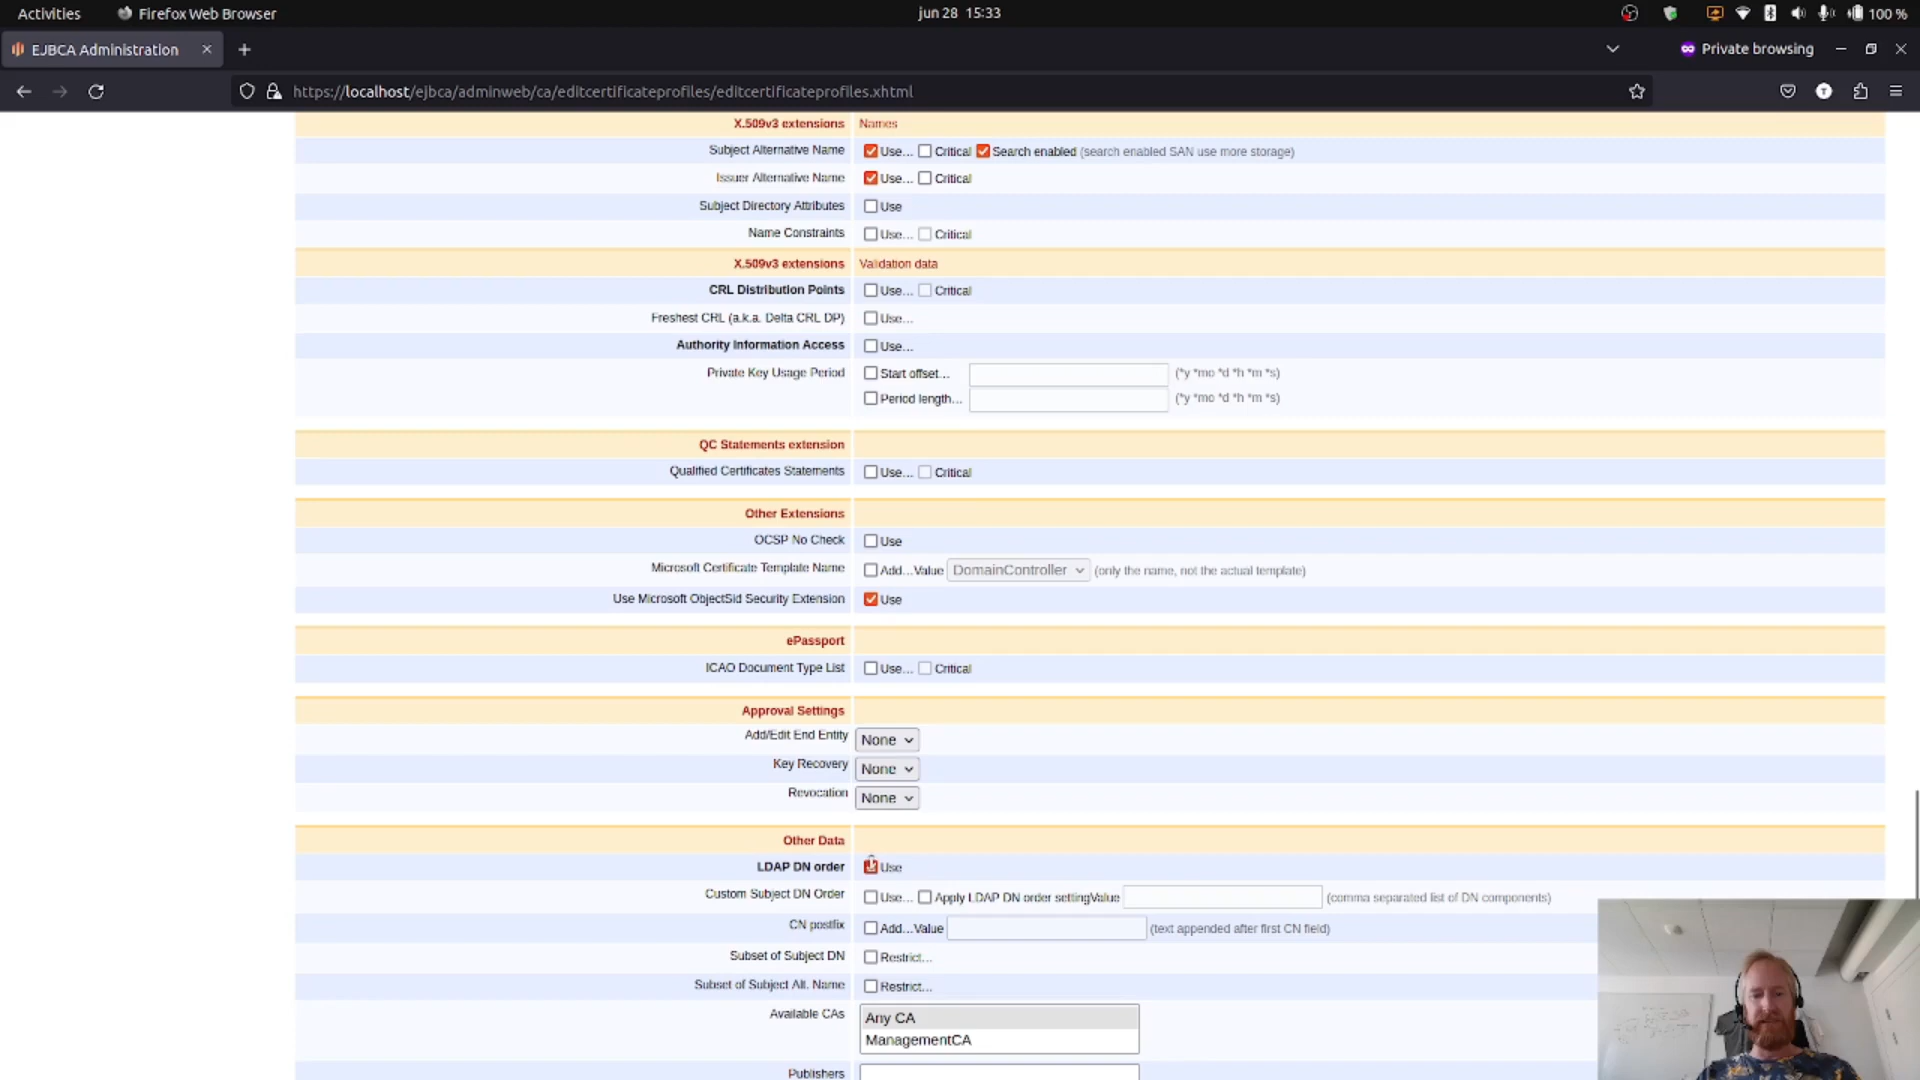 Activities Firefox Web Browser jun 28 15:33 100 %
EJBCA Administration Private browsing
https://localhost/ejbca/adminweb/ca/editcertificateprofiles/editcertificateprofiles.xhtml
X.509v3 extensions Names
Subject Alternative Name Use... Critical Search enabled (search enabled SAN use more storage)
Issuer Alternative Name Use... Critical
Subject Directory Attributes Use
Name Constraints Use... Critical
X.509v3 extensions Validation data
CRL Distribution Points Use... Critical
Freshest CRL (a.k.a. Delta CRL DP) Use...
Authority Information Access Use...
Private Key Usage Period Start offset... (*y *mo *d *h *m *s)
Period length... (*y *mo *d *h *m *s)
QC Statements extension
Qualified Certificates Statements Use... Critical
Other Extensions
OCSP No Check Use
Microsoft Certificate Template Name Add...Value DomainController (only the name, not the actual template)
Use Microsoft ObjectSid Security Extension Use
ePassport
ICAO Document Type List Use... Critical
Approval Settings
Add/Edit End Entity None
Key Recovery None
Revocation None
Other Data
LDAP DN order Use
Custom Subject DN Order Use... Apply LDAP DN order settingValue (comma separated list of DN components)
CN postfix Add...Value (text appended after first CN field)
Subset of Subject DN Restrict...
Subset of Subject Alt. Name Restrict...
Available CAs Any CA
ManagementCA
Publishers